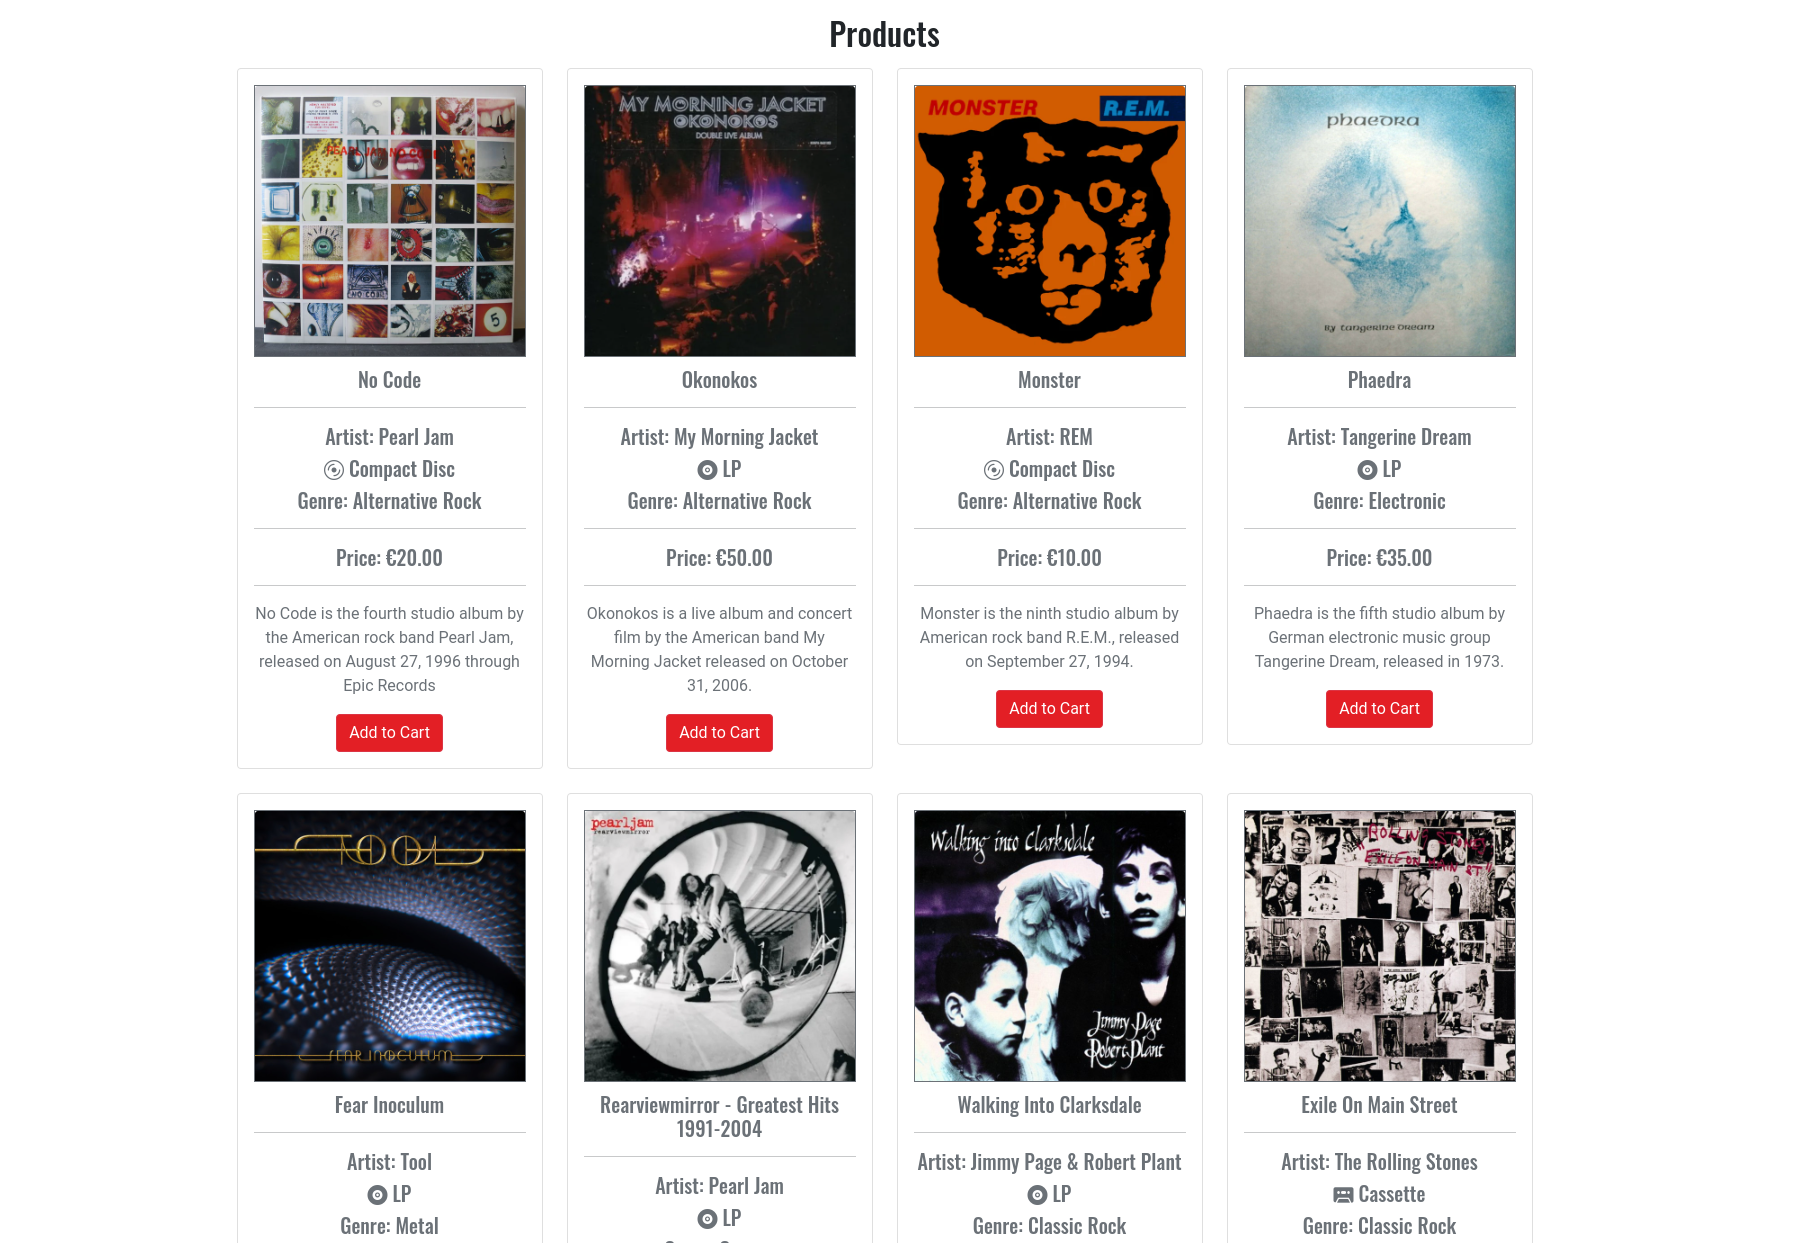 Products
PEARL JAM NO CODE
5
No Code
Artist: Pearl Jam
Compact Disc
Genre: Alternative Rock
Price: €20.00
No Code is the fourth studio album by
the American rock band Pearl Jam,
released on August 27, 1996 through
Epic Records
Add to Cart
MY MORNING JACKET
OKONOKOS
DOUBLE LIVE ALBUM
Okonokos
Artist: My Morning Jacket
LP
Genre: Alternative Rock
Price: €50.00
Okonokos is a live album and concert
film by the American band My
Morning Jacket released on October
31, 2006.
Add to Cart
MONSTER R.E.M.
Monster
Artist: REM
Compact Disc
Genre: Alternative Rock
Price: €10.00
Monster is the ninth studio album by
American rock band R.E.M., released
on September 27, 1994.
Add to Cart
phaedra
by tangerine dream
Phaedra
Artist: Tangerine Dream
LP
Genre: Electronic
Price: €35.00
Phaedra is the fifth studio album by
German electronic music group
Tangerine Dream, released in 1973.
Add to Cart
TOOL
FEAR INOCULUM
Fear Inoculum
Artist: Tool
LP
Genre: Metal
pearljam
rearviewmirror
Rearviewmirror - Greatest Hits
1991-2004
Artist: Pearl Jam
LP
Walking into Clarksdale
Jimmy Page
Robert Plant
Walking Into Clarksdale
Artist: Jimmy Page & Robert Plant
LP
Genre: Classic Rock
ROLLING STONES
"EXILE ON MAIN ST."
Exile On Main Street
Artist: The Rolling Stones
Cassette
Genre: Classic Rock